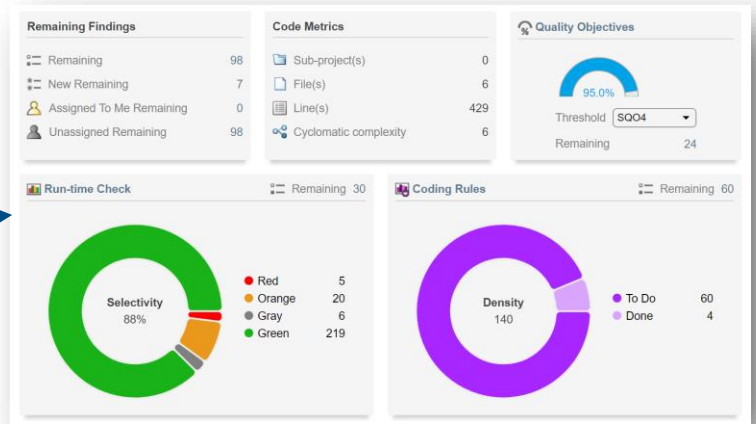 Remaining Findings
Remaining 98
New Remaining 7
Assigned To Me Remaining 0
Unassigned Remaining 98
Code Metrics
Sub-project(s) 0
File(s) 6
Line(s) 429
Cyclomatic complexity 6
Quality Objectives
95.0%
Threshold SQO4
Remaining 24
Run-time Check Remaining 30
Selectivity
88%
Red 5
Orange 20
Gray 6
Green 219
Coding Rules Remaining 60
Density
140
To Do 60
Done 4